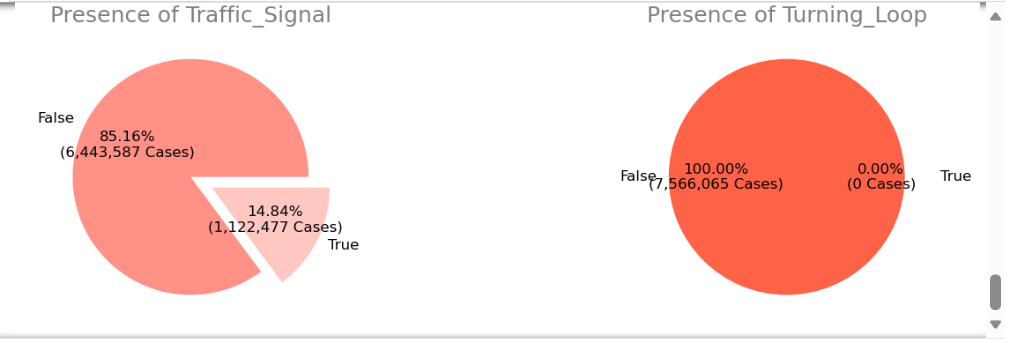 Presence of Traffic_Signal
False
85.16%
(6,443,587 Cases)
14.84%
(1,122,477 Cases)
True
Presence of Turning_Loop
False
100.00%
(7,566,065 Cases)
0.00%
(0 Cases)
True